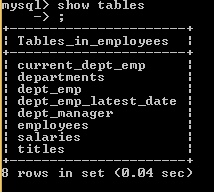 mysql> show tables
    -> ;
+----------------------+
| Tables_in_employees  |
+----------------------+
| current_dept_emp     |
| departments          |
| dept_emp             |
| dept_emp_latest_date |
| dept_manager         |
| employees            |
| salaries             |
| titles               |
+----------------------+
8 rows in set (0.04 sec)